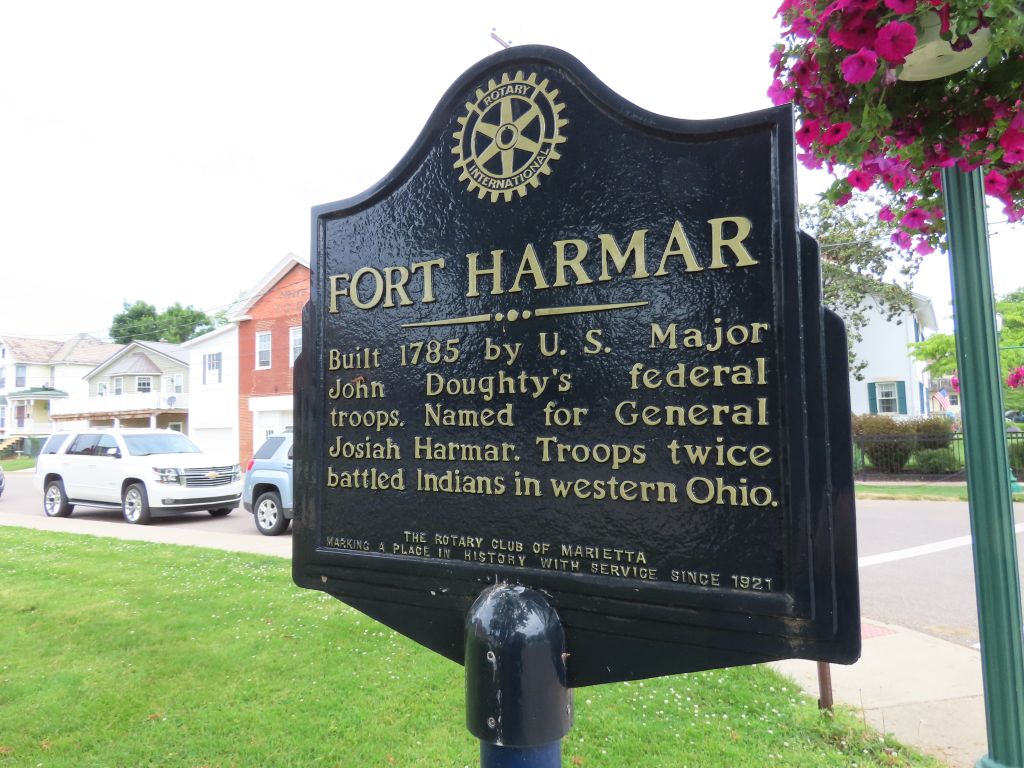 ROTARY
INTERNATIONAL
FORT HARMAR
Built 1785 by U. S. Major
John Doughty's federal
troops. Named for General
Josiah Harmar. Troops twice
battled Indians in western Ohio.
THE ROTARY CLUB OF MARIETTA
MARKING A PLACE IN HISTORY WITH SERVICE SINCE 1921